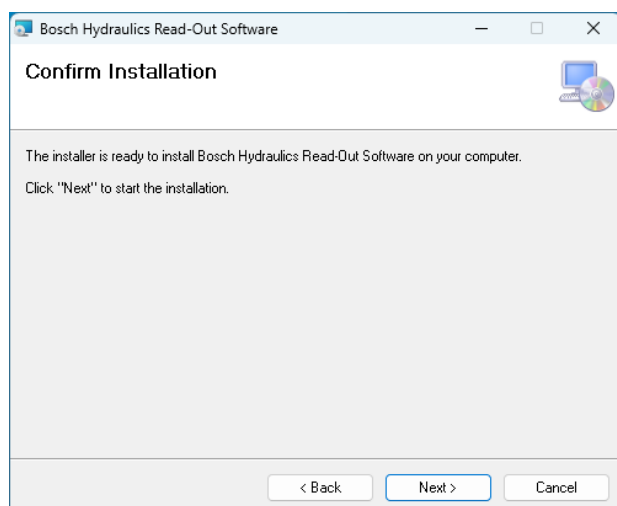 Bosch Hydraulics Read-Out Software
Confirm Installation
The installer is ready to install Bosch Hydraulics Read-Out Software on your computer.
Click "Next" to start the installation.
< Back
Next >
Cancel